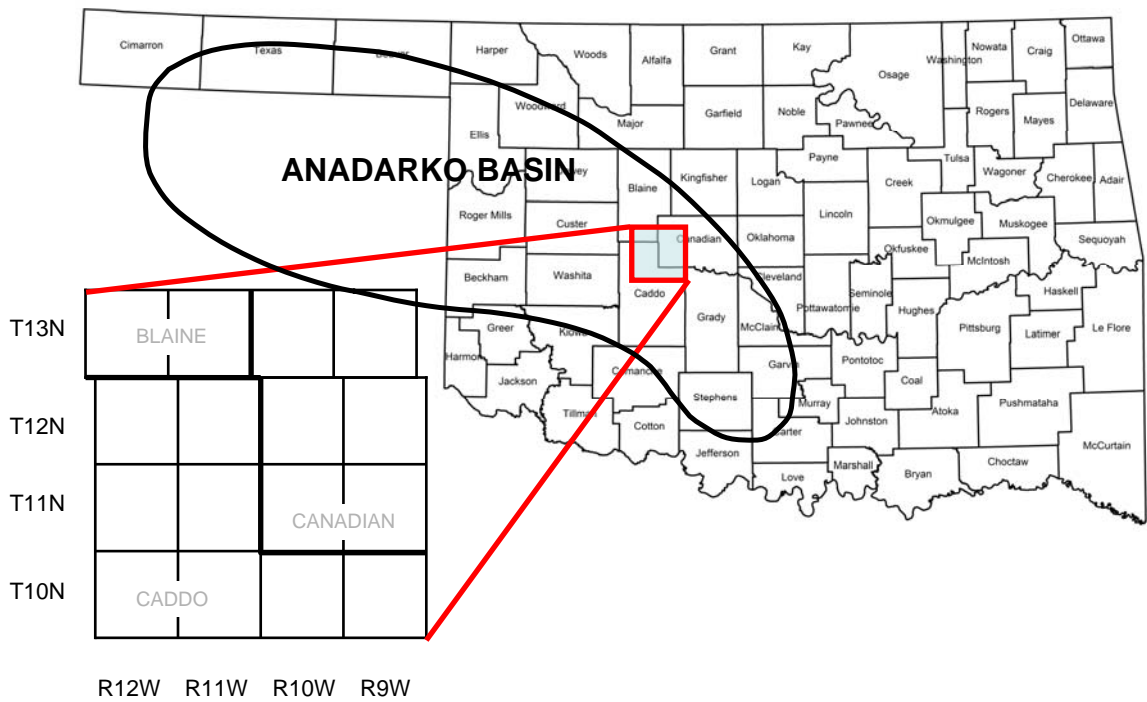 Cimarron
Texas
Beaver
Harper
Woods
Alfalfa
Grant
Kay
Osage
Washington
Nowata
Craig
Ottawa
Ellis
Woodward
Major
Garfield
Noble
Pawnee
Rogers
Mayes
Delaware
ANADARKO BASIN
Dewey
Blaine
Kingfisher
Logan
Payne
Creek
Tulsa
Wagoner
Cherokee
Adair
Roger Mills
Custer
Canadian
Oklahoma
Lincoln
Okfuskee
Okmulgee
Muskogee
Sequoyah
Beckham
Washita
Caddo
Grady
Cleveland
McClain
Pottawatomie
Seminole
Hughes
McIntosh
Haskell
Pittsburg
Latimer
Le Flore
Harmon
Greer
Kiowa
Jackson
Comanche
Tillman
Cotton
Stephens
Jefferson
Garvin
Murray
Carter
Love
Pontotoc
Johnston
Marshall
Coal
Atoka
Bryan
Pushmataha
Choctaw
McCurtain
T13N
BLAINE
T12N
T11N
CANADIAN
T10N
CADDO
R12W R11W R10W R9W